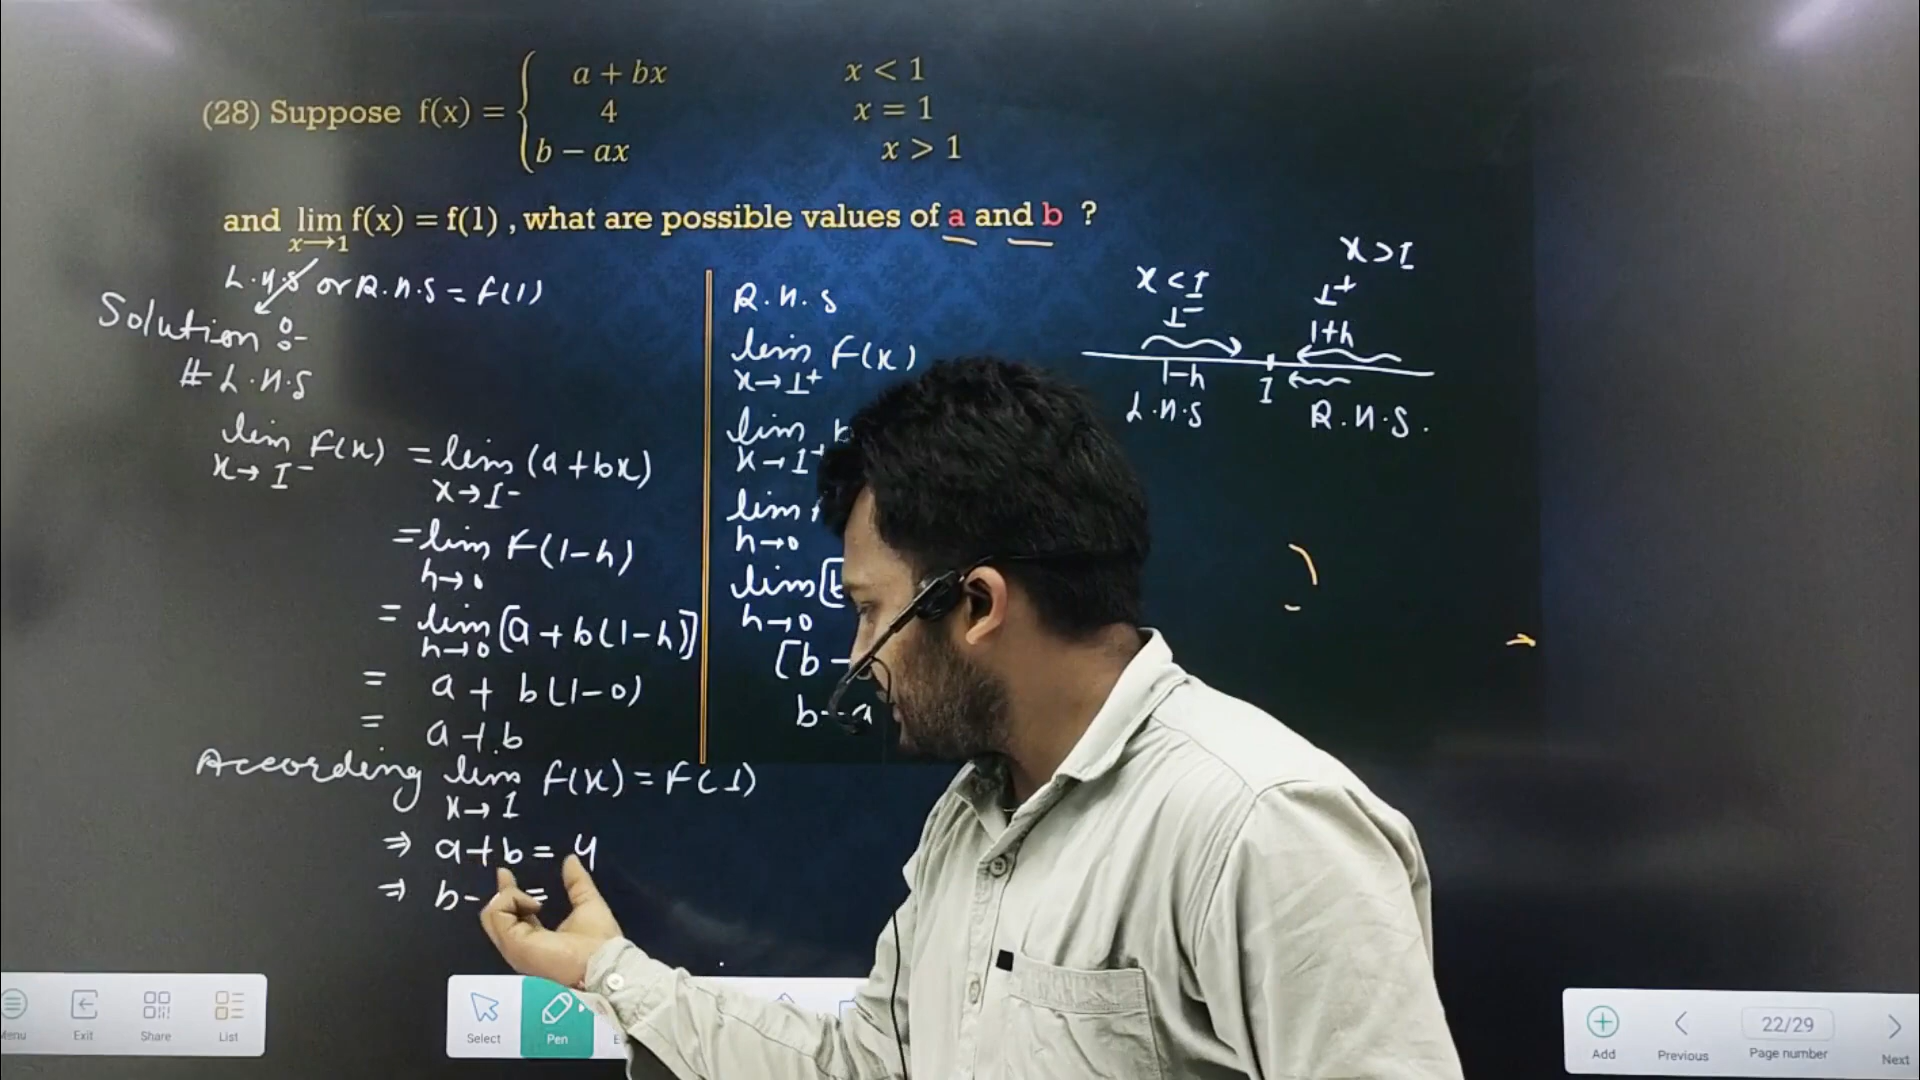 (28) Suppose f(x) = { a + bx x < 1
4 x = 1
b − ax x > 1
and lim f(x) = f(1) , what are possible values of a and b ?
x→1
L.H.S or R.H.S = f(1)
Solution :-
# L.H.S
lim F(x) = lim (a + bx)
x→1⁻ x→1⁻
= lim F(1-h)
h→0
= lim [a + b(1-h)]
h→0
= a + b(1-0)
= a + b
According lim f(x) = F(1)
x→1
⇒ a+b = 4
⇒ b- =
R.H.S
lim F(x)
x→1⁺
lim
x→1⁺
lim
h→0
lim [b
h→0
[b -
b-a
x < 1
1⁻
1-h
L.H.S
1
x > 1
1⁺
1+h
R.H.S.
Menu
Exit
Share
List
Select
Pen
Add
Previous
22/29
Page number
Next